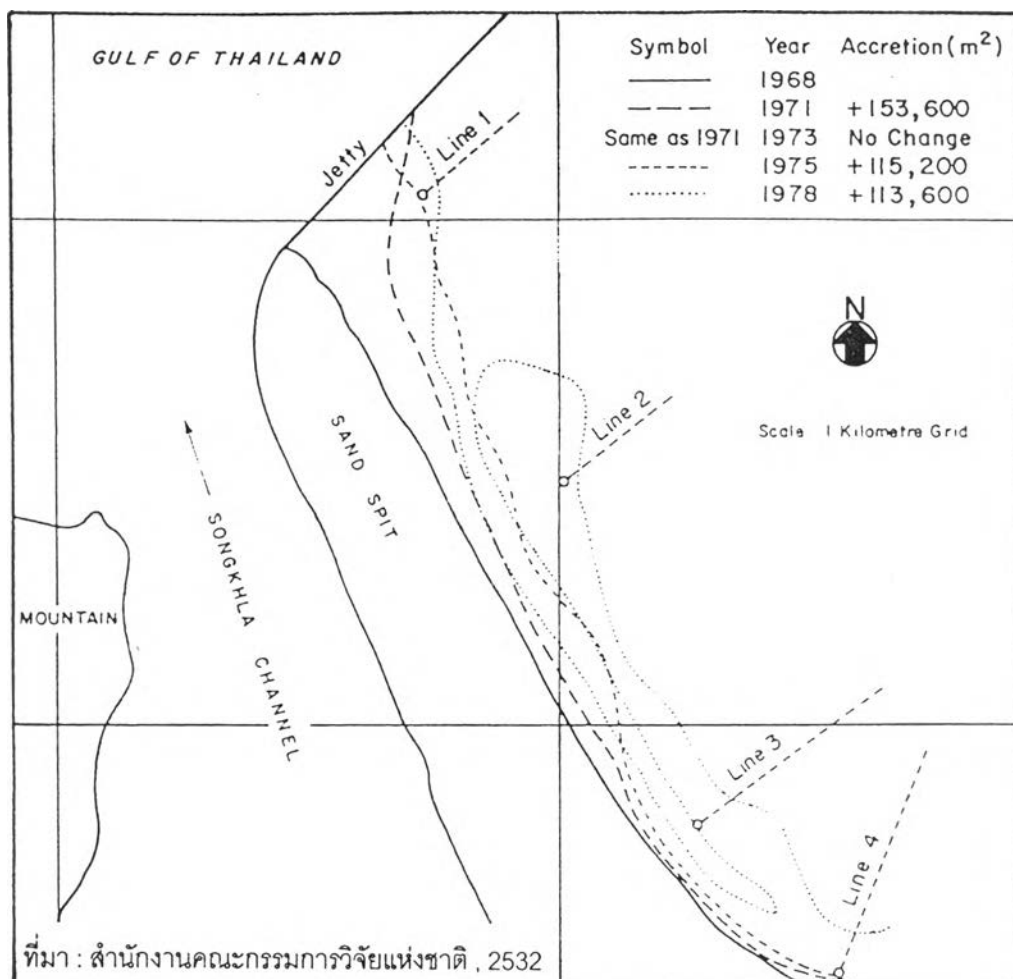 GULF OF THAILAND
Symbol Year Accretion (m²)
1968
1971 +153,600
Same as 1971 1973 No Change
1975 +115,200
1978 +113,600
Jetty
Line 1
N
Scale 1 Kilometre Grid
Line 2
SAND SPIT
SONGKHLA CHANNEL
MOUNTAIN
Line 3
Line 4
ที่มา : สำนักงานคณะกรรมการวิจัยแห่งชาติ , 2532